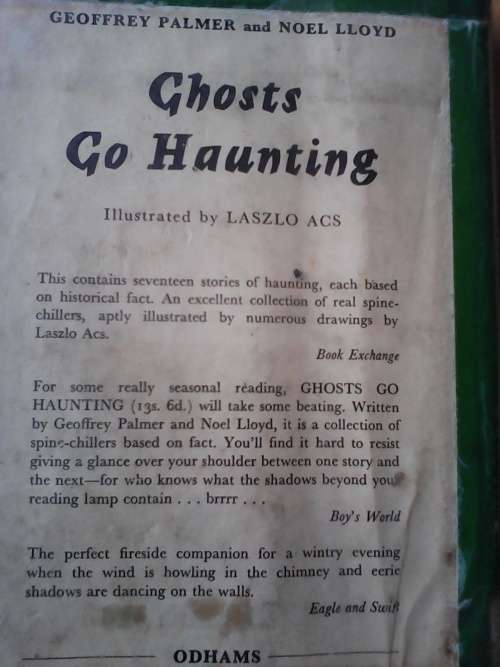 GEOFFREY PALMER and NOEL LLOYD
Ghosts
Go Haunting
Illustrated by LASZLO ACS
This contains seventeen stories of haunting, each based
on historical fact. An excellent collection of real spine-
chillers, aptly illustrated by numerous drawings by
Laszlo Acs.
Book Exchange
For some really seasonal reading, GHOSTS GO
HAUNTING (13s. 6d.) will take some beating. Written
by Geoffrey Palmer and Noel Lloyd, it is a collection of
spine-chillers based on fact. You'll find it hard to resist
giving a glance over your shoulder between one story and
the next—for who knows what the shadows beyond your
reading lamp contain . . . brrrr . . .
Boy's World
The perfect fireside companion for a wintry evening
when the wind is howling in the chimney and eerie
shadows are dancing on the walls.
Eagle and Swift
ODHAMS